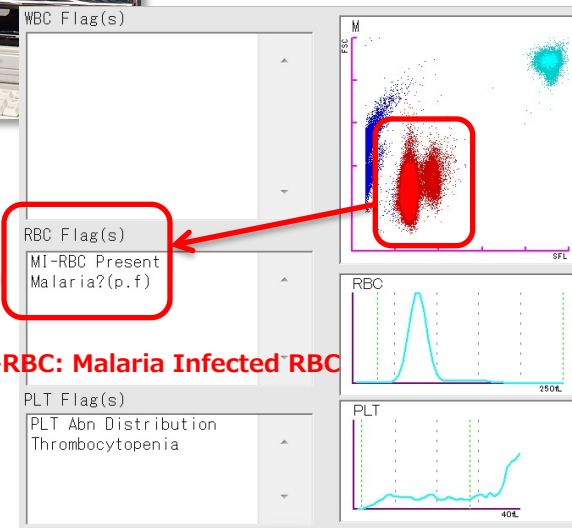 WBC Flag(s)
M
FSC
SFL
RBC Flag(s)
MI-RBC Present
Malaria?(p.f)
RBC
250fL
-RBC: Malaria Infected RBC
PLT Flag(s)
PLT Abn Distribution
Thrombocytopenia
PLT
40fL